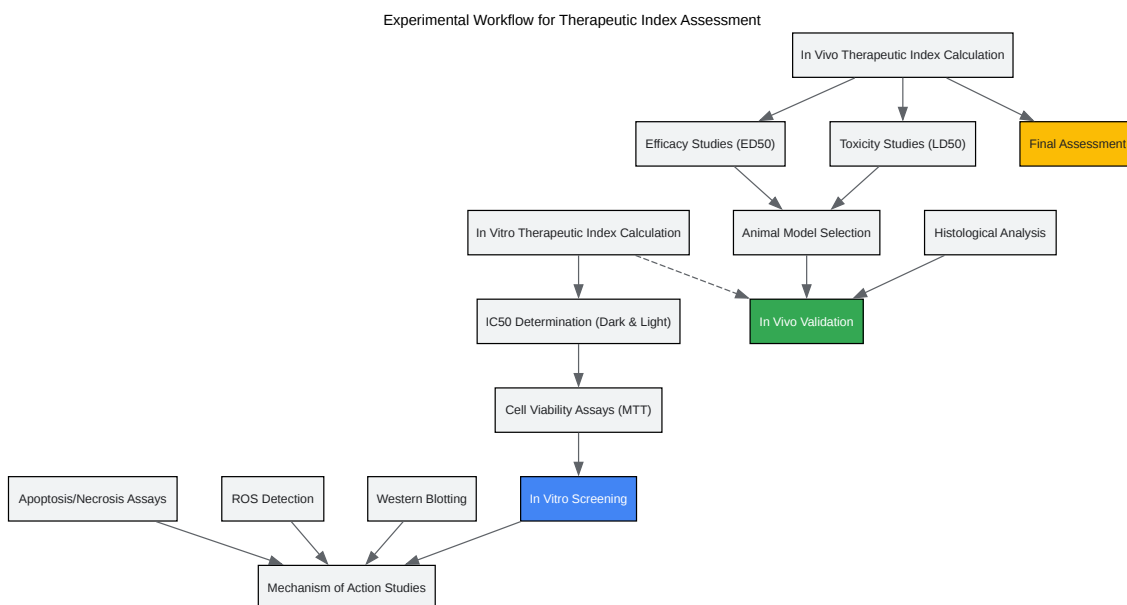 Experimental Workflow for Therapeutic Index Assessment
In Vivo Therapeutic Index Calculation
Efficacy Studies (ED50)
Toxicity Studies (LD50)
Final Assessment
In Vitro Therapeutic Index Calculation
Animal Model Selection
Histological Analysis
IC50 Determination (Dark & Light)
In Vivo Validation
Cell Viability Assays (MTT)
Apoptosis/Necrosis Assays
ROS Detection
Western Blotting
In Vitro Screening
Mechanism of Action Studies